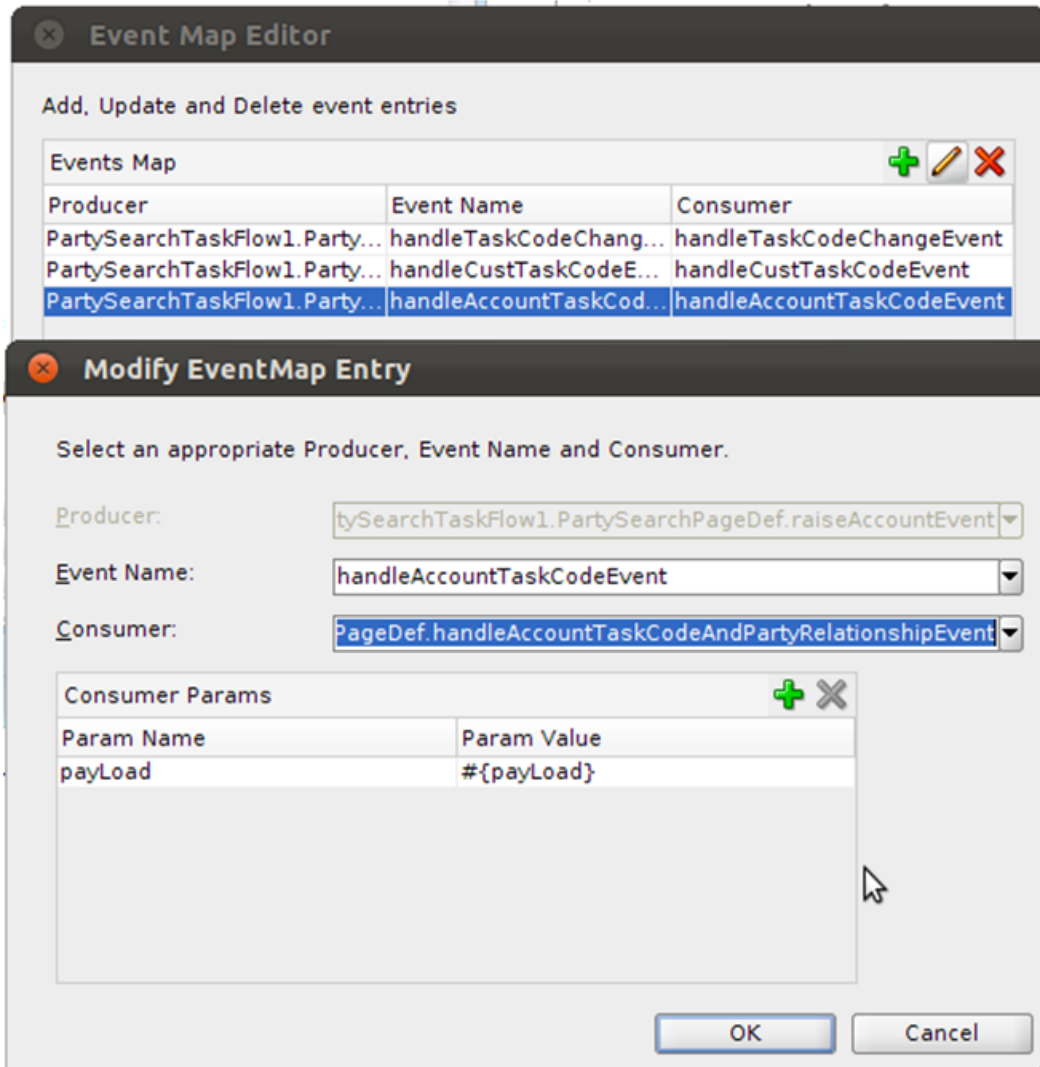 Event Map Editor
Add, Update and Delete event entries
Events Map
Producer Event Name Consumer
PartySearchTaskFlow1.Party... handleTaskCodeChang... handleTaskCodeChangeEvent
PartySearchTaskFlow1.Party... handleCustTaskCodeE... handleCustTaskCodeEvent
PartySearchTaskFlow1.Party... handleAccountTaskCod... handleAccountTaskCodeEvent
Modify EventMap Entry
Select an appropriate Producer, Event Name and Consumer.
Producer: tySearchTaskFlow1.PartySearchPageDef.raiseAccountEvent
Event Name: handleAccountTaskCodeEvent
Consumer: PageDef.handleAccountTaskCodeAndPartyRelationshipEvent
Consumer Params
Param Name Param Value
payLoad #{payLoad}
OK Cancel